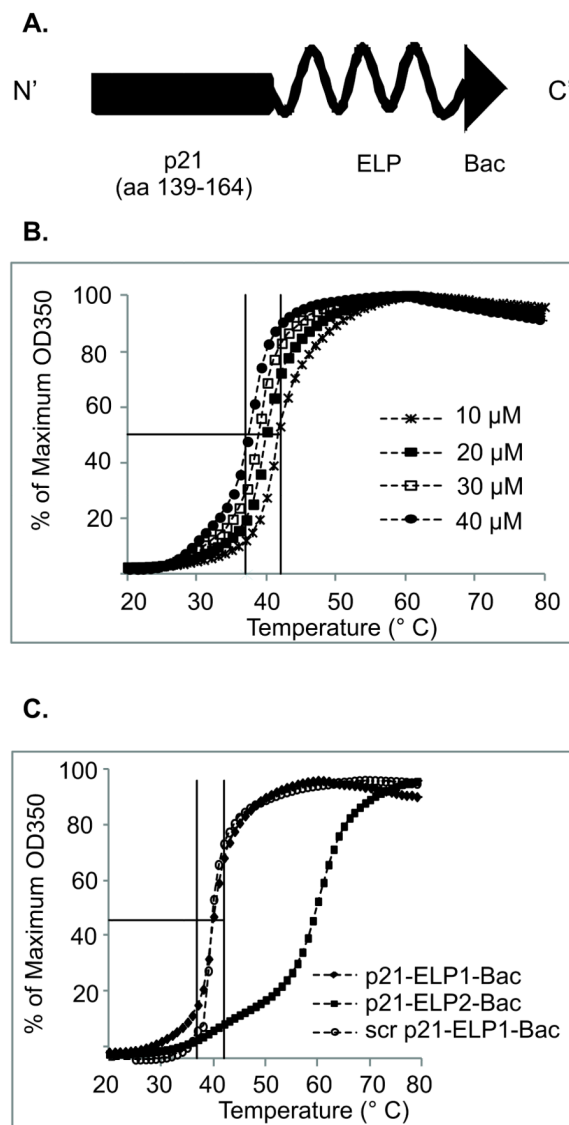 A.
N' C'
p21 ELP Bac
(aa 139-164)
B.
% of Maximum OD350
100
80
60
40
20
10 µM
20 µM
30 µM
40 µM
20 30 40 50 60 70 80
Temperature (° C)
C.
% of Maximum OD350
100
80
60
40
20
p21-ELP1-Bac
p21-ELP2-Bac
scr p21-ELP1-Bac
20 30 40 50 60 70 80
Temperature (° C)